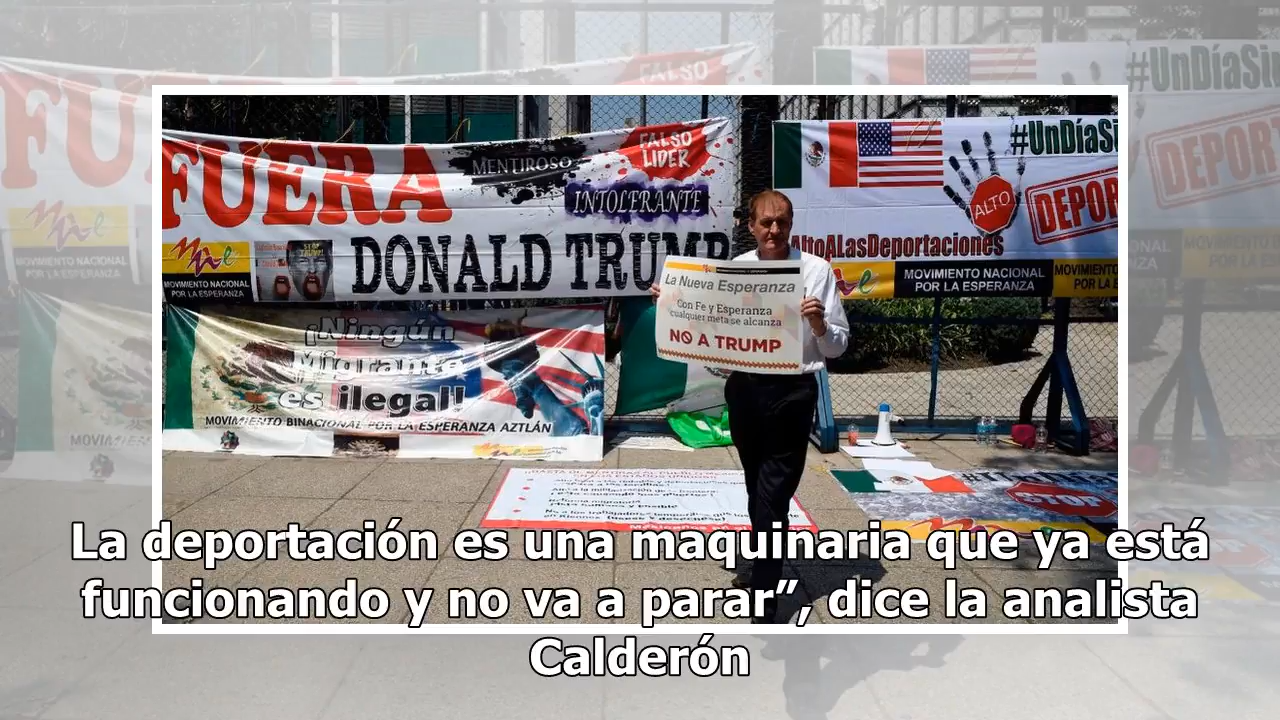 FUERA
MENTIROSO
FALSO
LIDER
INTOLERANTE
DONALD TRUMP
MOVIMIENTO NACIONAL
POR LA ESPERANZA
#UnDíaSi
ALTO
DEPOR
AltoALasDeportaciones
MOVIMIENTO NACIONAL
POR LA ESPERANZA
La Nueva Esperanza
Con Fe y Esperanza
cualquier meta se alcanza
NO A TRUMP
¡Ningún
Migrante
es ilegal!
MOVIMIENTO BINACIONAL POR LA ESPERANZA AZTLÁN
La deportación es una maquinaria que ya está
funcionando y no va a parar”, dice la analista
Calderón